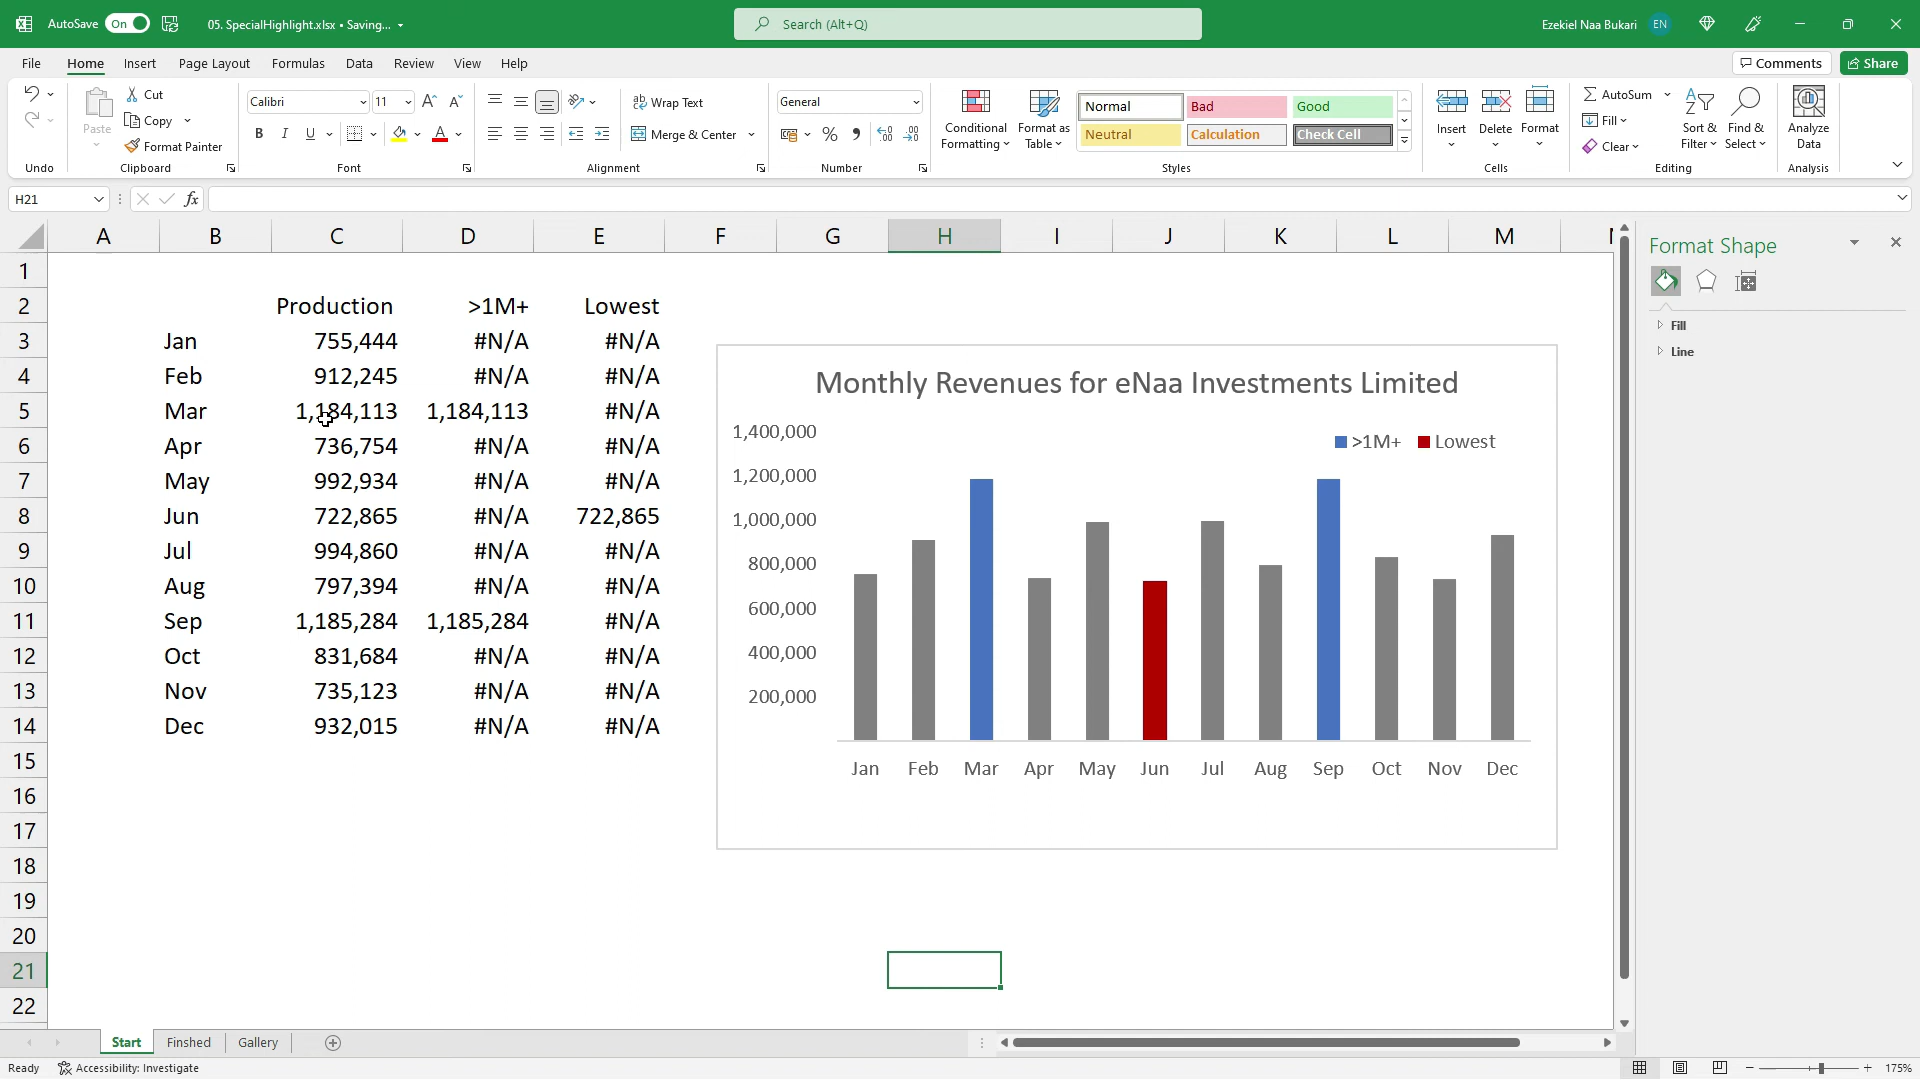 AutoSave On 05. SpecialHighlight.xlsx • Saving... Search (Alt+Q) Ezekiel Naa Bukari EN
File Home Insert Page Layout Formulas Data Review View Help Comments Share
Cut Calibri 11 Wrap Text General Normal Bad Good AutoSum
Paste Copy Conditional Formatting Format as Table Insert Delete Format Fill Sort & Filter Find & Select Analyze Data
Format Painter B I U Merge & Center % Neutral Calculation Check Cell Clear
Undo Clipboard Font Alignment Number Styles Cells Editing Analysis
H21 fx
A B C D E F G H I J K L M
Format Shape
Fill
Line
1
2 Production >1M+ Lowest
3 Jan 755,444 #N/A #N/A
4 Feb 912,245 #N/A #N/A
5 Mar 1,184,113 1,184,113 #N/A
6 Apr 736,754 #N/A #N/A
7 May 992,934 #N/A #N/A
8 Jun 722,865 #N/A 722,865
9 Jul 994,860 #N/A #N/A
10 Aug 797,394 #N/A #N/A
11 Sep 1,185,284 1,185,284 #N/A
12 Oct 831,684 #N/A #N/A
13 Nov 735,123 #N/A #N/A
14 Dec 932,015 #N/A #N/A
15
16
17
18
19
20
21
22
Monthly Revenues for eNaa Investments Limited
>1M+ Lowest
1,400,000
1,200,000
1,000,000
800,000
600,000
400,000
200,000
Jan Feb Mar Apr May Jun Jul Aug Sep Oct Nov Dec
Start Finshed Gallery
Ready Accessibility: Investigate 175%